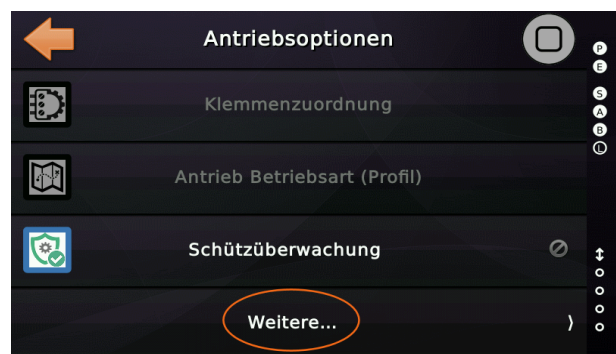 Antriebsoptionen
Klemmenzuordnung
Antrieb Betriebsart (Profil)
Schützüberwachung
Weitere...
P
E
S
A
B
L